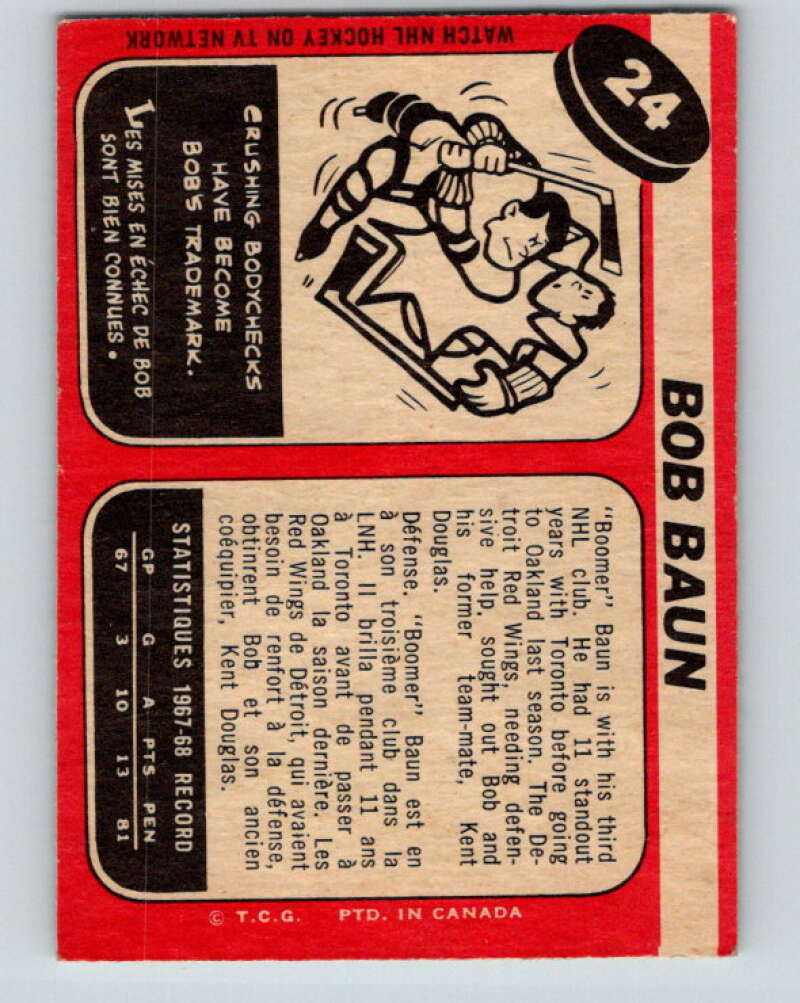 24
BOB BAUN
WATCH NHL HOCKEY ON TV NETWORK
CRUSHING BODYCHECKS
HAVE BECOME
BOB'S TRADEMARK.
LES MISES EN ÉCHEC DE BOB
SONT BIEN CONNUES.
"Boomer" Baun is with his third
NHL club. He had 11 standout
years with Toronto before going
to Oakland last season. The De-
troit Red Wings, needing defen-
sive help, sought out Bob and
his former team-mate, Kent
Douglas.
Défense. "Boomer" Baun est en
à son troisième club dans la
LNH. Il brilla pendant 11 ans
à Toronto avant de passer à
Oakland la saison dernière. Les
Red Wings de Détroit, qui avaient
besoin de renfort à la défense,
obtinrent Bob et son ancien
coéquipier, Kent Douglas.
STATISTIQUES 1967-68 RECORD
GP G A PTS PEN
67 3 10 13 81
© T.C.G. PTD. IN CANADA